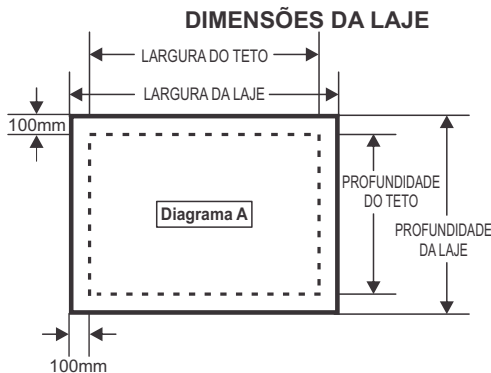 DIMENSÕES DA LAJE
LARGURA DO TETO
LARGURA DA LAJE
100mm
PROFUNDIDADE
DO TETO
Diagrama A
PROFUNDIDADE
DA LAJE
100mm